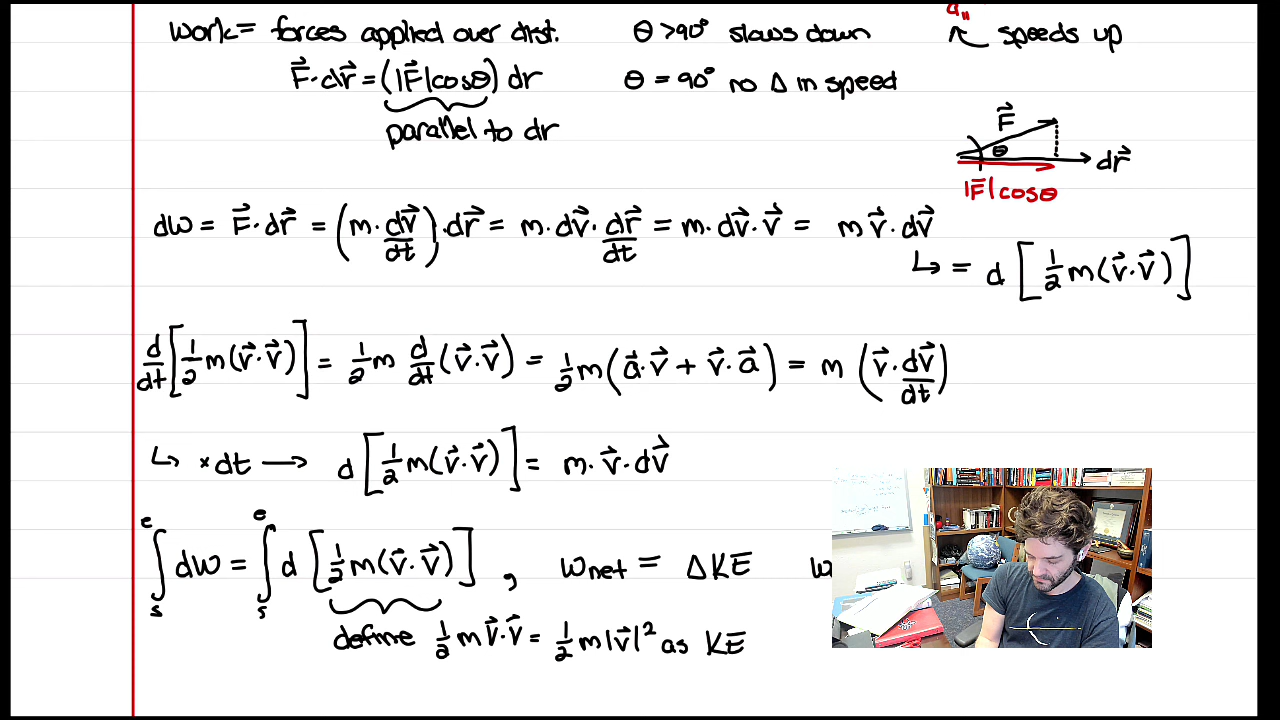 work = forces applied over dist. θ >90° slows down a₁₁ speeds up
F⃗·dr⃗ = (|F⃗|cosθ) dr θ = 90° no Δ in speed
parallel to dr
F⃗
θ
dr⃗
|F⃗|cosθ
dW = F⃗·dr⃗ = (m·dv⃗/dt)·dr⃗ = m·dv⃗·dr⃗/dt = m·dv⃗·v⃗ = mv⃗·dv⃗
↳ = d[½m(v⃗·v⃗)]
d/dt[½m(v⃗·v⃗)] = ½m d/dt(v⃗·v⃗) = ½m(a⃗·v⃗ + v⃗·a⃗) = m(v⃗·dv⃗/dt)
↳ ×dt → d[½m(v⃗·v⃗)] = m·v⃗·dv⃗
∫ₛᵉ dW = ∫ₛᵉ d[½m(v⃗·v⃗)] , Wnet = ΔKE W
define ½mv⃗·v⃗ = ½m|v⃗|² as KE